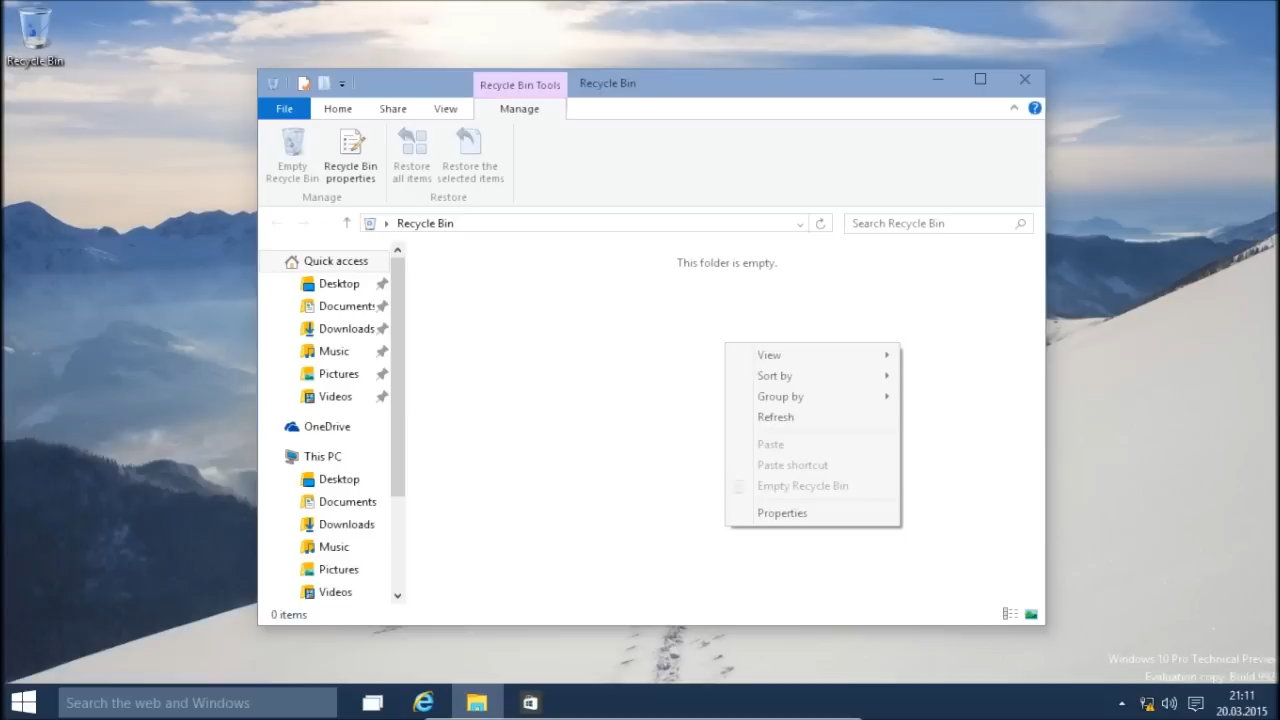 Recycle Bin
Recycle Bin Tools
Recycle Bin
File
Home
Share
View
Manage
Empty
Recycle Bin
Recycle Bin
properties
Restore
all items
Restore the
selected items
Manage
Restore
Recycle Bin
Search Recycle Bin
This folder is empty.
Quick access
Desktop
Documents
Downloads
Music
Pictures
Videos
OneDrive
This PC
Desktop
Documents
Downloads
Music
Pictures
Videos
View
Sort by
Group by
Refresh
Paste
Paste shortcut
Empty Recycle Bin
Properties
0 items
Windows 10 Pro Technical Preview
Evaluation copy. Build
Search the web and Windows
21:11
20.03.2015